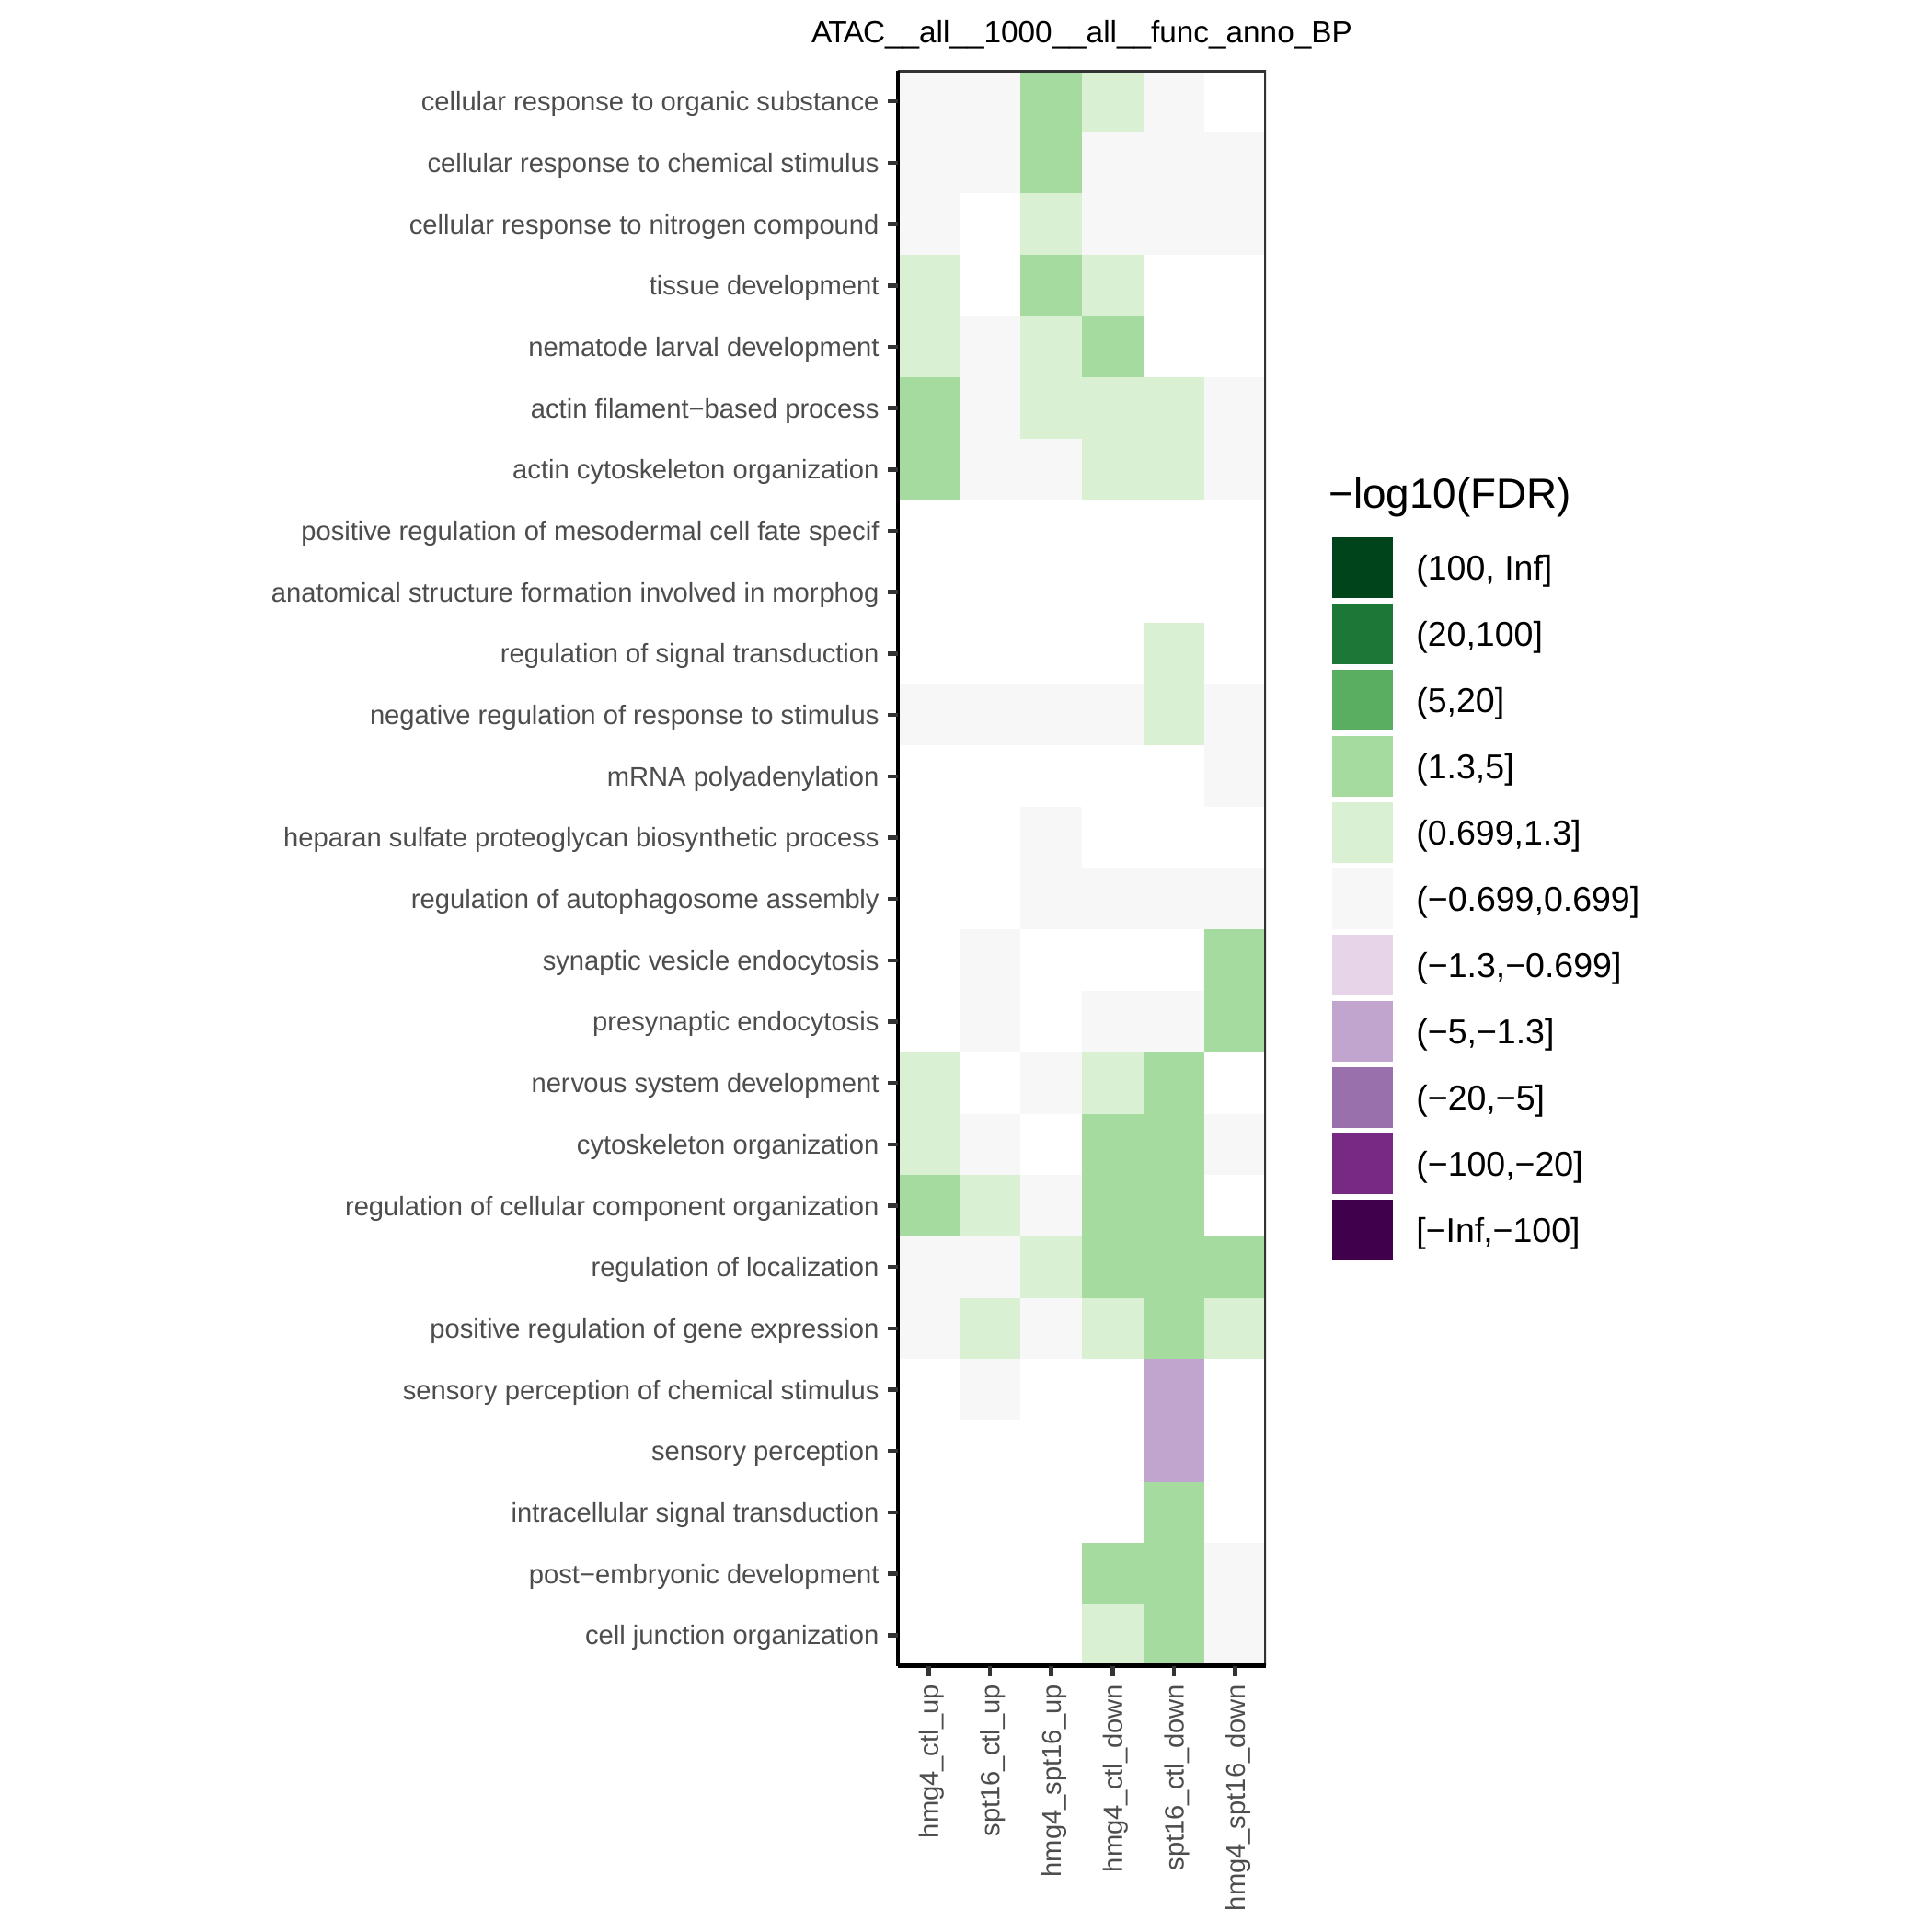 ATAC__all__1000__all__func_anno_BP
cellular response to organic substance
cellular response to chemical stimulus
cellular response to nitrogen compound
tissue development
nematode larval development
actin filament−based process
actin cytoskeleton organization
positive regulation of mesodermal cell fate specif
anatomical structure formation involved in morphog
regulation of signal transduction
negative regulation of response to stimulus
mRNA polyadenylation
heparan sulfate proteoglycan biosynthetic process
regulation of autophagosome assembly
synaptic vesicle endocytosis
presynaptic endocytosis
nervous system development
cytoskeleton organization
regulation of cellular component organization
regulation of localization
positive regulation of gene expression
sensory perception of chemical stimulus
sensory perception
intracellular signal transduction
post−embryonic development
cell junction organization
hmg4_ctl_up
spt16_ctl_up
hmg4_spt16_up
hmg4_ctl_down
spt16_ctl_down
hmg4_spt16_down
−log10(FDR)
(100, Inf]
(20,100]
(5,20]
(1.3,5]
(0.699,1.3]
(−0.699,0.699]
(−1.3,−0.699]
(−5,−1.3]
(−20,−5]
(−100,−20]
[−Inf,−100]